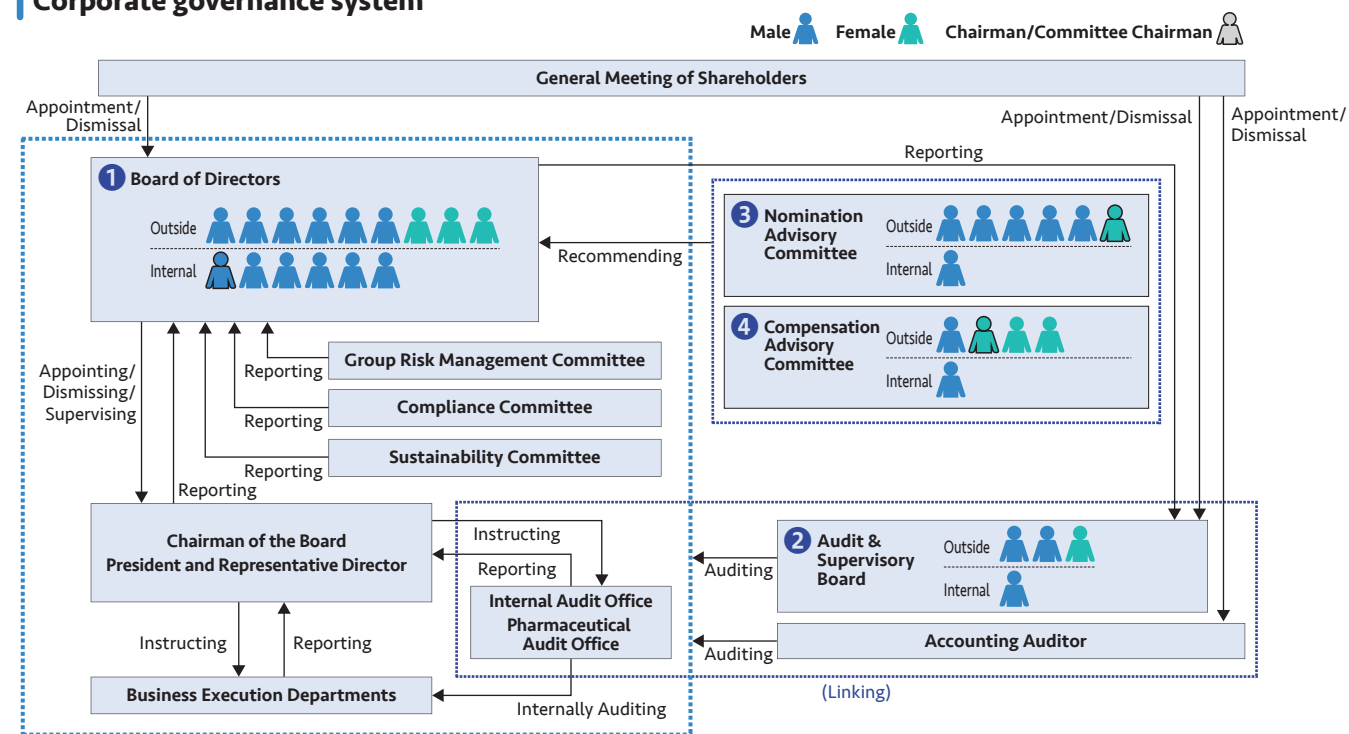 Corporate governance system
Male
Female
Chairman/Committee Chairman
General Meeting of Shareholders
Appointment/
Dismissal
Appointment/Dismissal
Appointment/
Dismissal
Reporting
1 Board of Directors
Outside
Internal
Recommending
3 Nomination
Advisory
Committee
Outside
Internal
4 Compensation
Advisory
Committee
Outside
Internal
Appointing/
Dismissing/
Supervising
Reporting
Group Risk Management Committee
Reporting
Compliance Committee
Reporting
Sustainability Committee
Reporting
Chairman of the Board
President and Representative Director
Instructing
Reporting
Internal Audit Office
Pharmaceutical
Audit Office
Auditing
2 Audit &
Supervisory
Board
Outside
Internal
Auditing
Accounting Auditor
Instructing
Reporting
Business Execution Departments
Internally Auditing
(Linking)